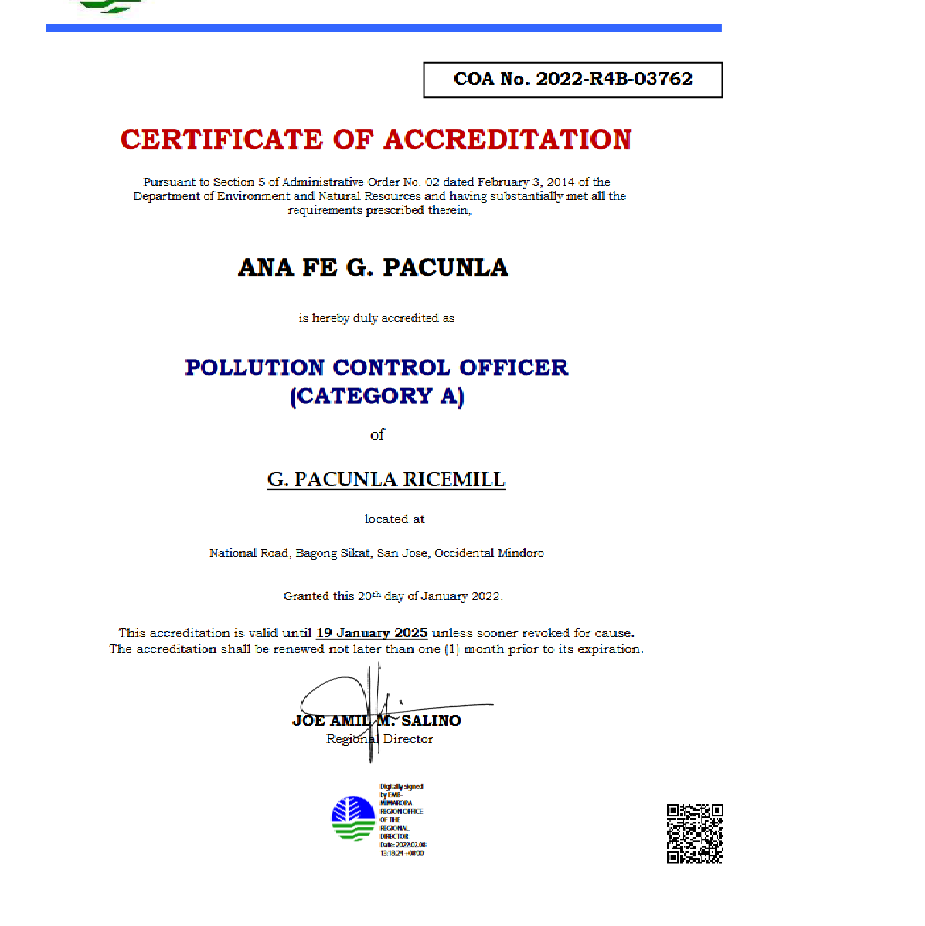 COA No. 2022-R4B-03762
CERTIFICATE OF ACCREDITATION
Pursuant to Section 5 of Administrative Order No. 02 dated February 3, 2014 of the
Department of Environment and Natural Resources and having substantially met all the
requirements prescribed therein,
ANA FE G. PACUNLA
is hereby duly accredited as
POLLUTION CONTROL OFFICER
(CATEGORY A)
of
G. PACUNLA RICEMILL
located at
National Road, Bagong Sikat, San Jose, Occidental Mindoro
Granted this 20th day of January 2022.
This accreditation is valid until 19 January 2025 unless sooner revoked for cause.
The accreditation shall be renewed not later than one (1) month prior to its expiration.
JOE AMIL M. SALINO
Regional Director
Digitally signed
by EMB-
MIMAROPA
REGION OFFICE
OF THE
REGIONAL
DIRECTOR
Date: 2022.02.08